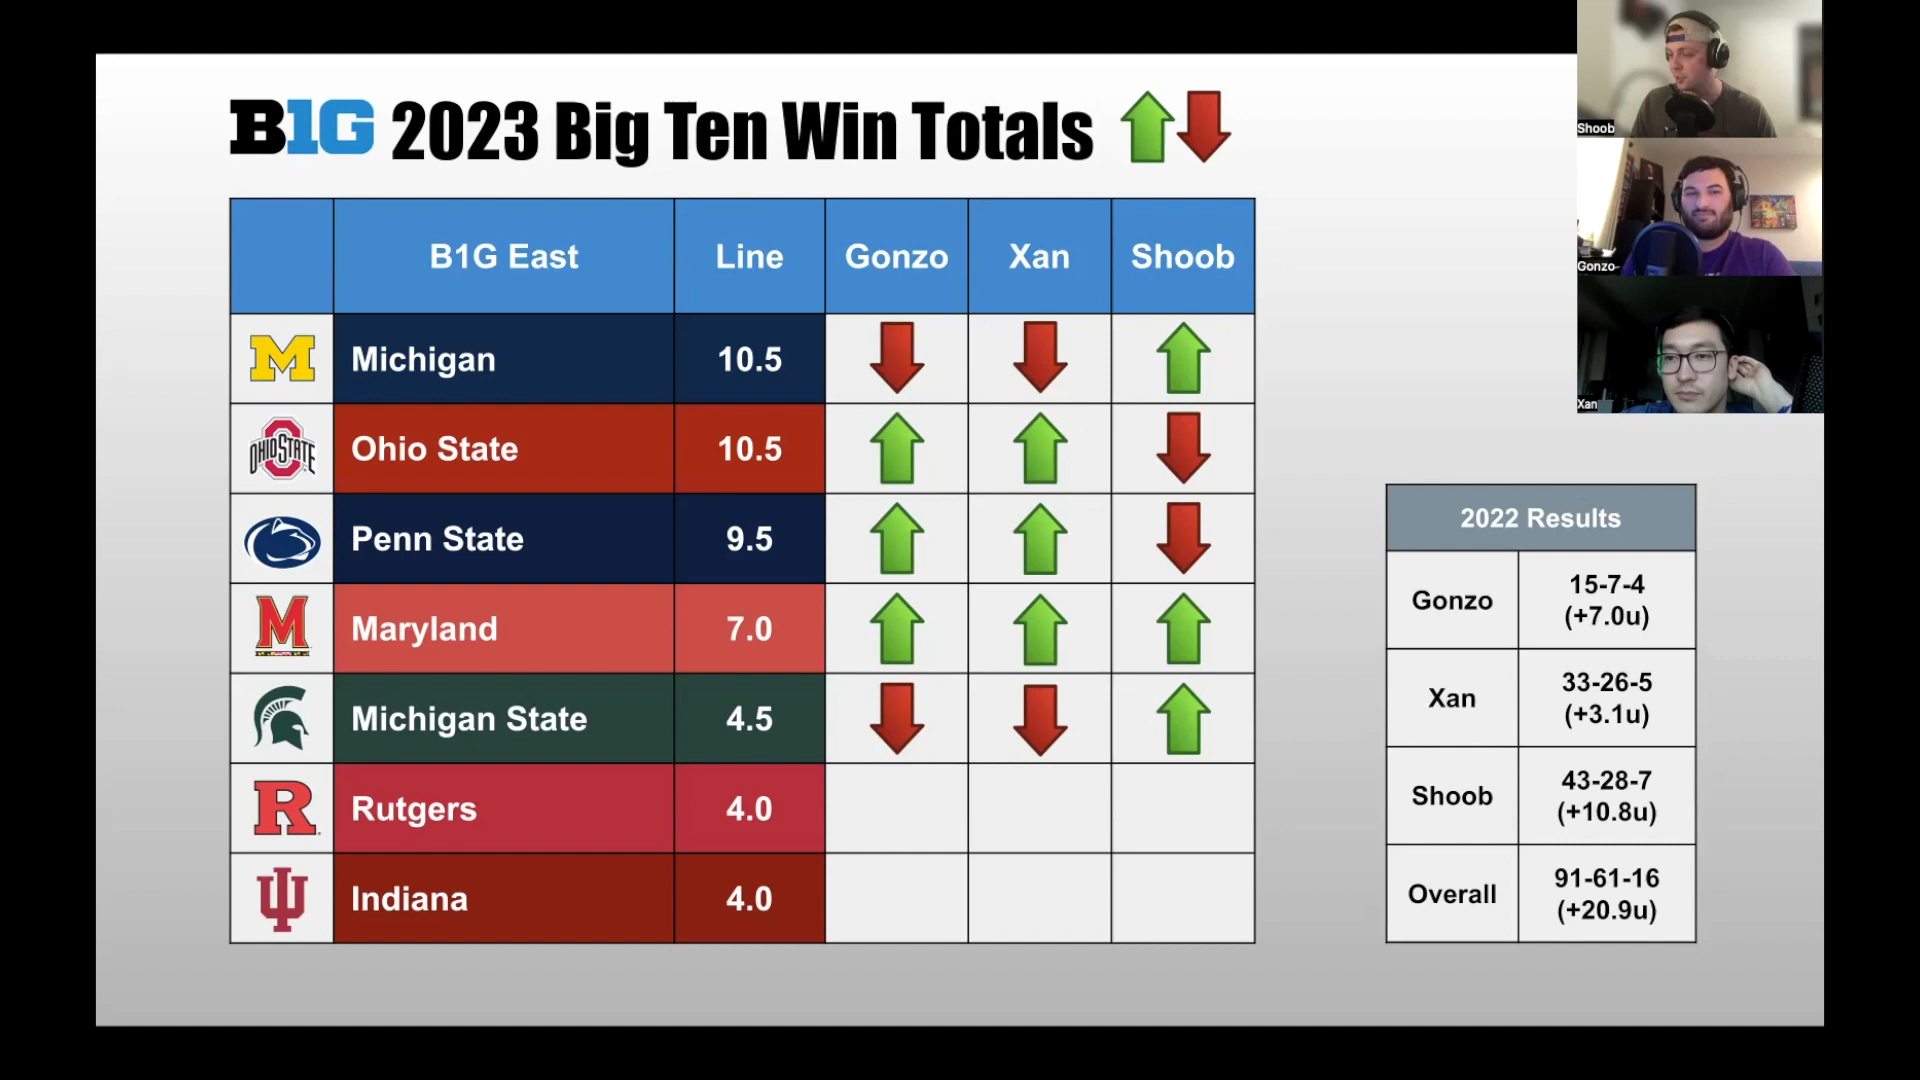 B1G 2023 Big Ten Win Totals
B1G East Line Gonzo Xan Shoob
M Michigan 10.5
OHIO STATE Ohio State 10.5
Penn State 9.5
M Maryland 7.0
Michigan State 4.5
R Rutgers 4.0
Indiana 4.0
Shoob
Gonzo
Xan
2022 Results
Gonzo 15-7-4
(+7.0u)
Xan 33-26-5
(+3.1u)
Shoob 43-28-7
(+10.8u)
Overall 91-61-16
(+20.9u)